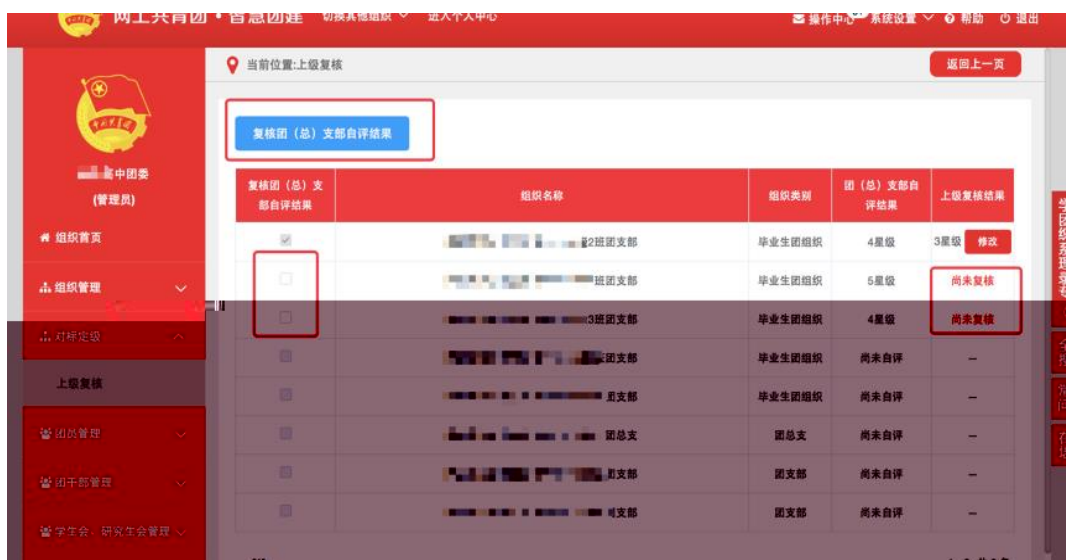 网上共青团·智慧团建 切换其他组织 进入个人中心 操作中心 系统设置 帮助 退出
当前位置:上级复核 返回上一页
复核团（总）支部自评结果
高中团委
(管理员)
组织首页
组织管理
对标定级
上级复核
团员管理
团干部管理
学生会、研究生会管理
复核团（总）支部自评结果 组织名称 组织类别 团（总）支部自评结果 上级复核结果
2班团支部 毕业生团组织 4星级 3星级 修改
班团支部 毕业生团组织 5星级 尚未复核
3班团支部 毕业生团组织 4星级 尚未复核
团支部 毕业生团组织 尚未自评 --
团支部 毕业生团组织 尚未自评 --
团总支 团总支 尚未自评 --
团支部 团支部 尚未自评 --
支部 团支部 尚未自评 --